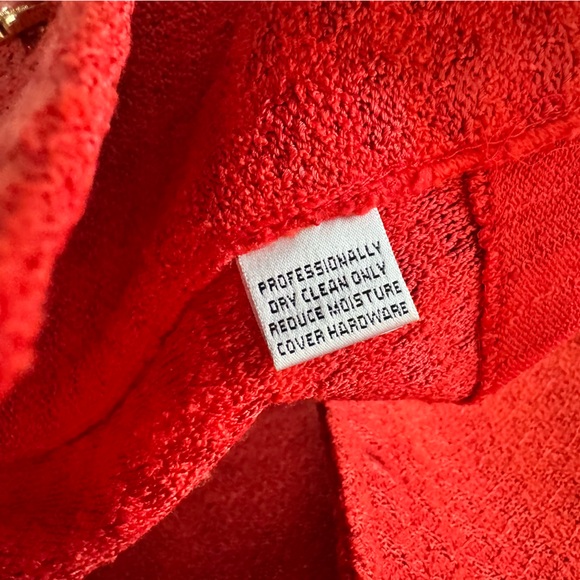 PROFESSIONALLY
DRY CLEAN ONLY
REDUCE MOISTURE
COVER HARDWARE